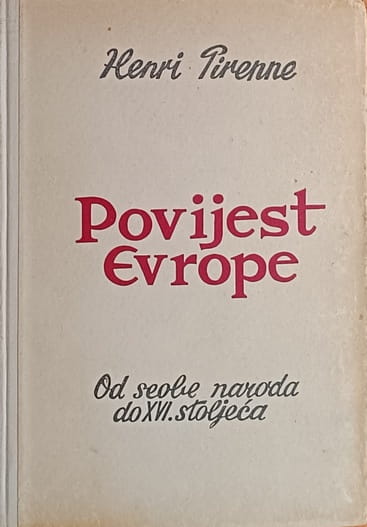 Henri Pirenne
Povijest
Evrope
Od seobe naroda
do XVI. stoljeća